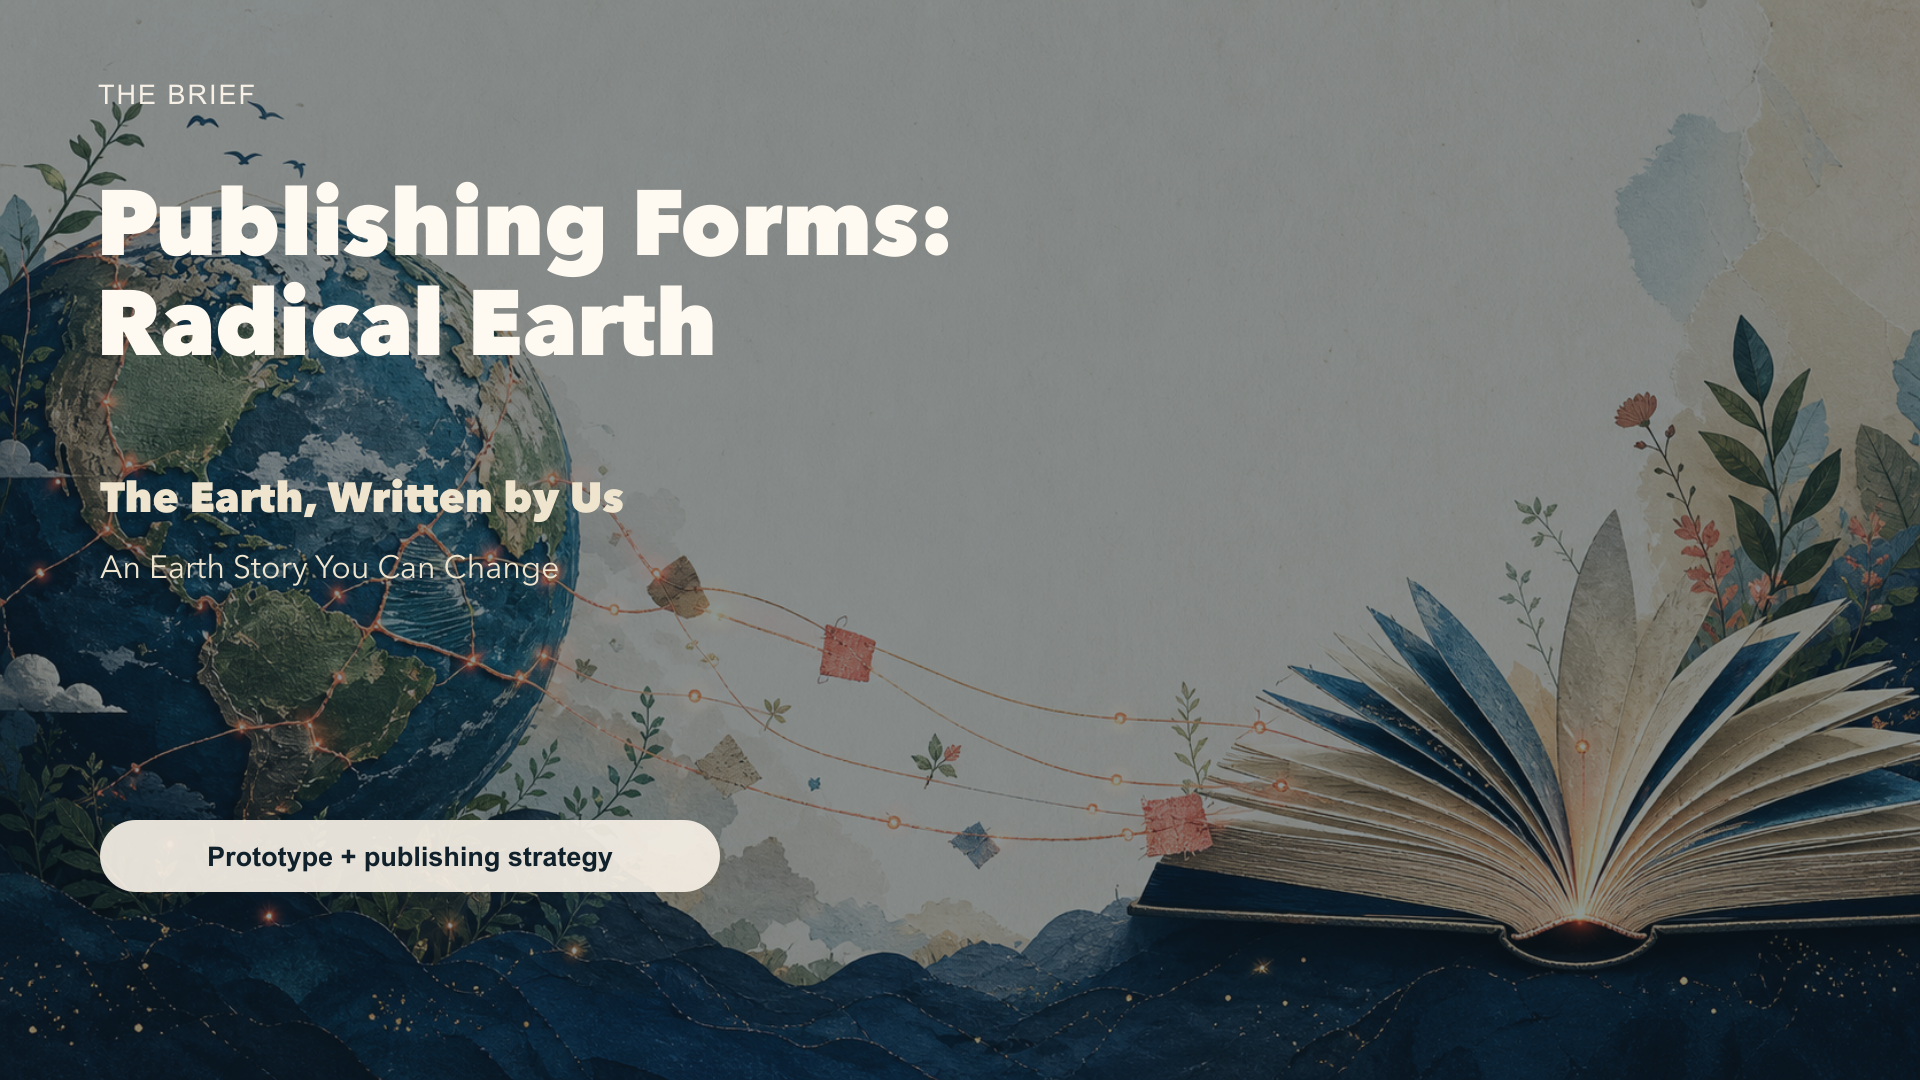 THE BRIEF
Publishing Forms:
Radical Earth
The Earth, Written by Us
An Earth Story You Can Change
Prototype + publishing strategy